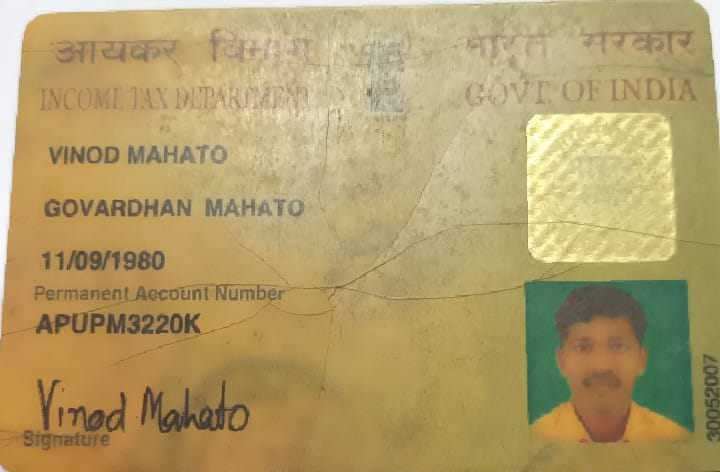 आयकर विभाग भारत सरकार
INCOME TAX DEPARTMENT GOVT. OF INDIA
VINOD MAHATO
GOVARDHAN MAHATO
11/09/1980
Permanent Account Number
APUPM3220K
Vinod Mahato
Signature
30052007